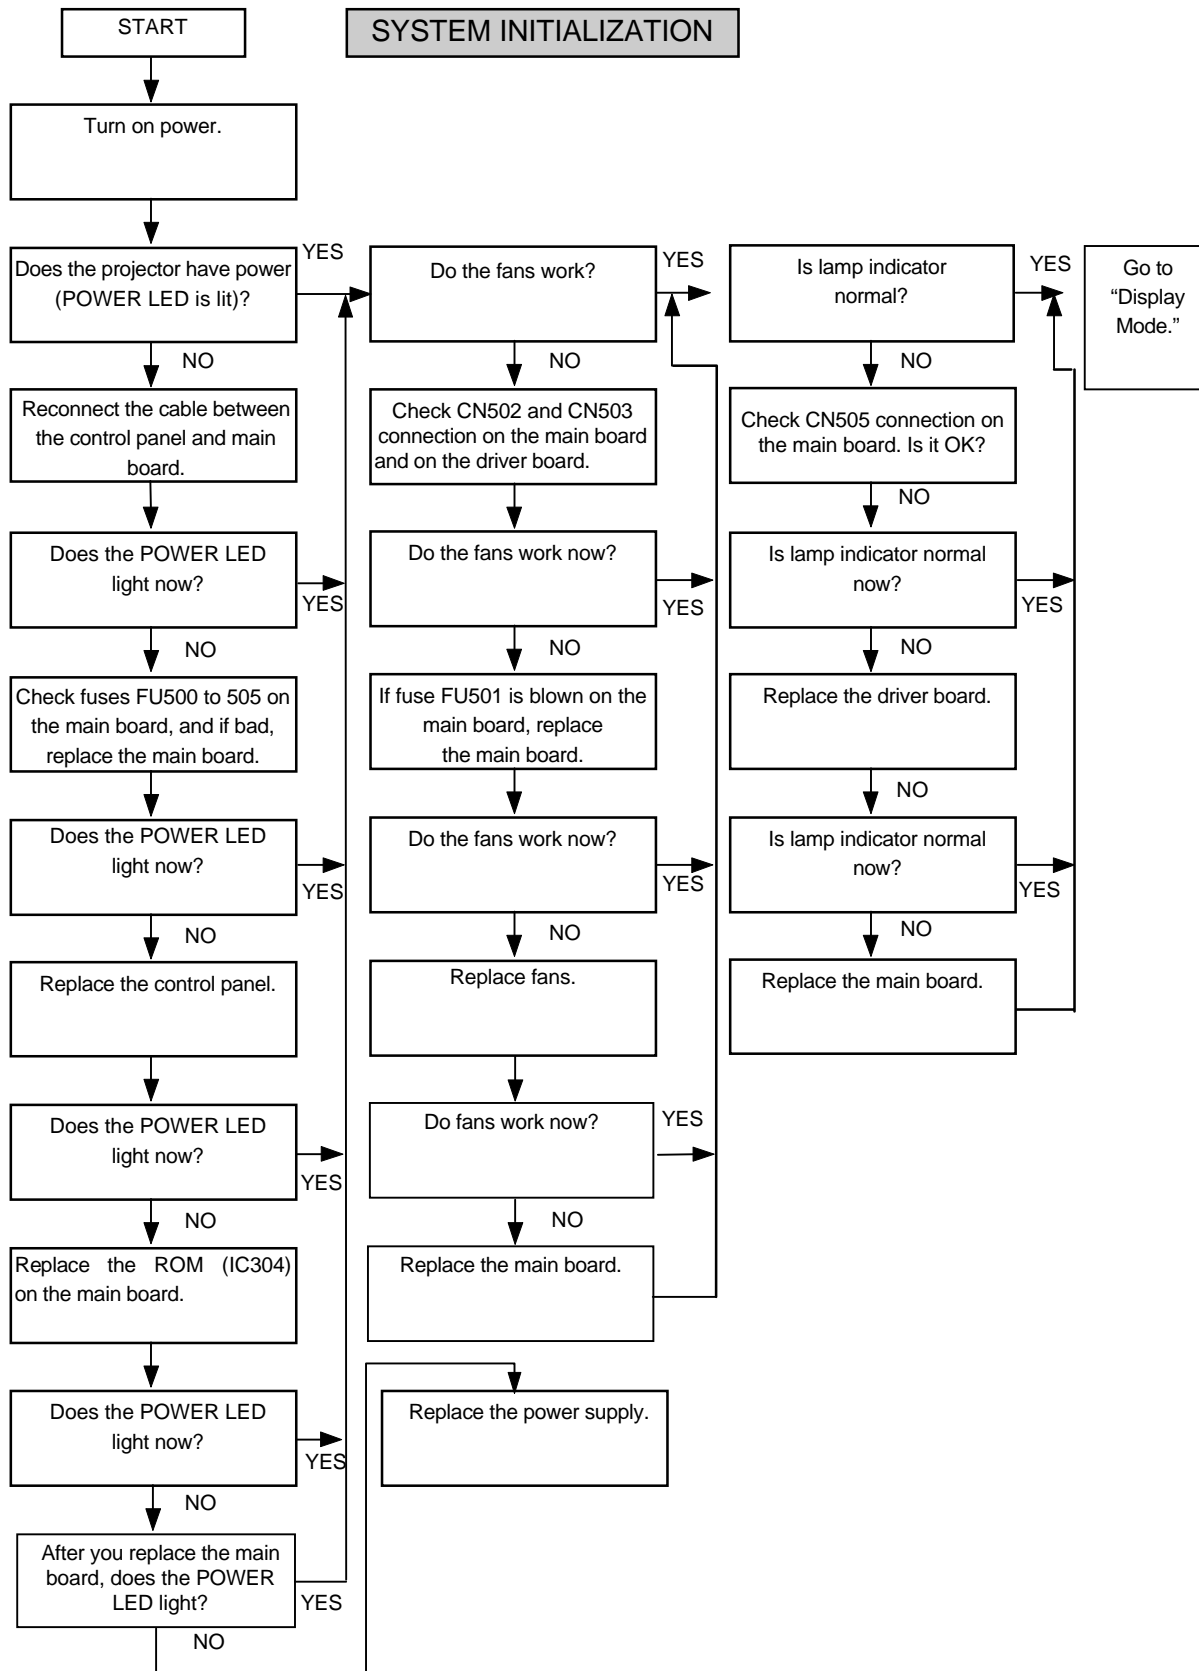 START
SYSTEM INITIALIZATION
Turn on power.
Does the projector have power
(POWER LED is lit)?
YES
NO
Reconnect the cable between
the control panel and main
board.
Does the POWER LED
light now?
YES
NO
Check fuses FU500 to 505 on
the main board, and if bad,
replace the main board.
Does the POWER LED
light now?
YES
NO
Replace the control panel.
Does the POWER LED
light now?
YES
NO
Replace the ROM (IC304)
on the main board.
Does the POWER LED
light now?
YES
NO
After you replace the main
board, does the POWER
LED light?
YES
NO
Do the fans work?
YES
NO
Check CN502 and CN503
connection on the main board
and on the driver board.
Do the fans work now?
YES
NO
If fuse FU501 is blown on the
main board, replace
the main board.
Do the fans work now?
YES
NO
Replace fans.
Do fans work now?
YES
NO
Replace the main board.
Replace the power supply.
Is lamp indicator
normal?
YES
NO
Check CN505 connection on
the main board. Is it OK?
NO
Is lamp indicator normal
now?
YES
NO
Replace the driver board.
NO
Is lamp indicator normal
now?
YES
NO
Replace the main board.
Go to
“Display
Mode.”